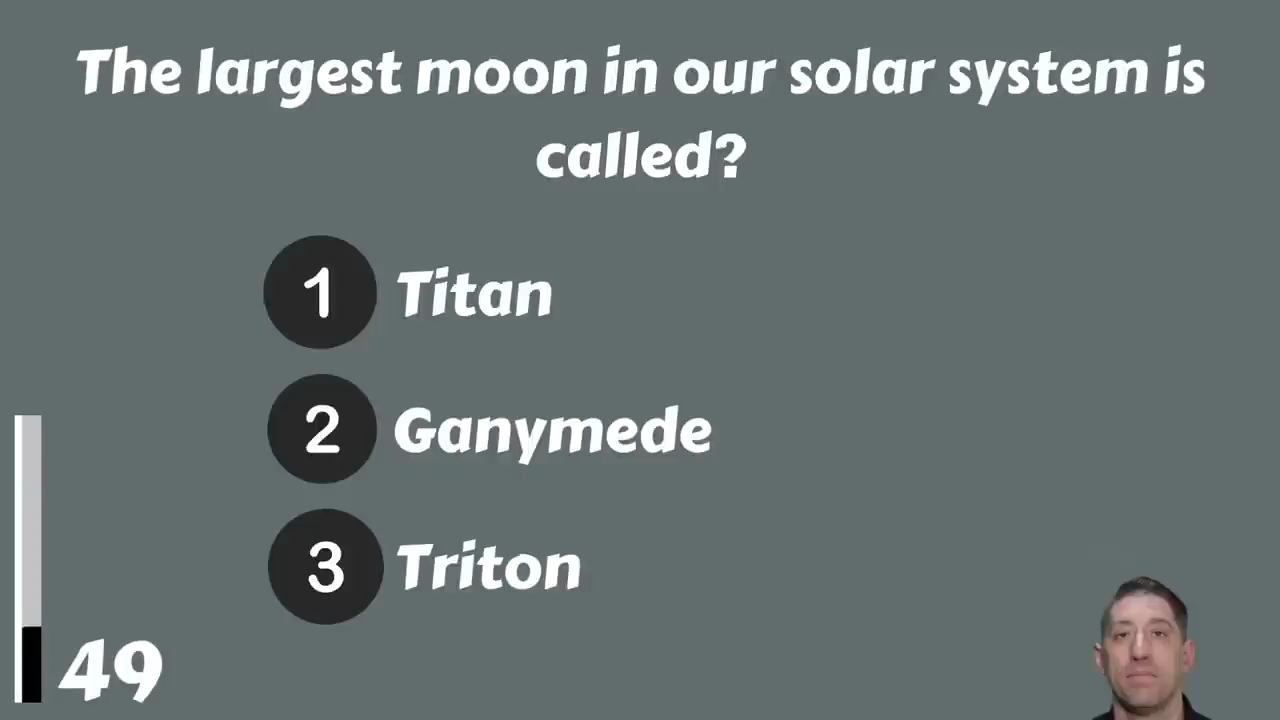 The largest moon in our solar system is
called?
1 Titan
2 Ganymede
3 Triton
49